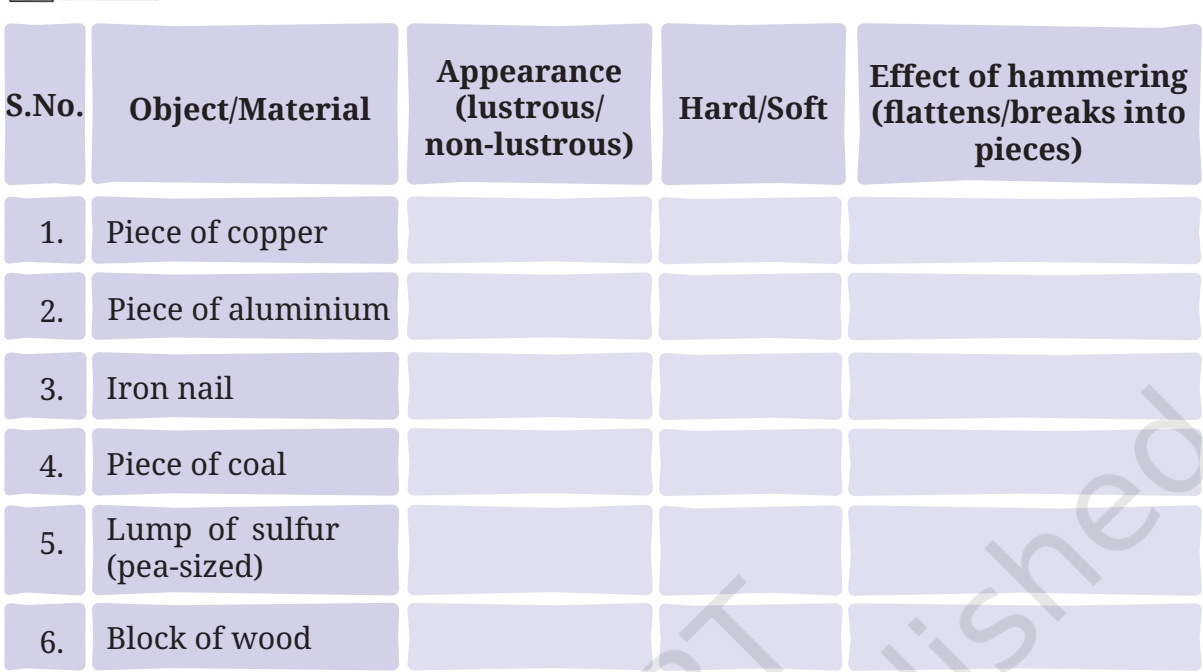 S.No.
Object/Material
Appearance
(lustrous/
non-lustrous)
Hard/Soft
Effect of hammering
(flattens/breaks into
pieces)
1. Piece of copper
2. Piece of aluminium
3. Iron nail
4. Piece of coal
5. Lump of sulfur
(pea-sized)
6. Block of wood